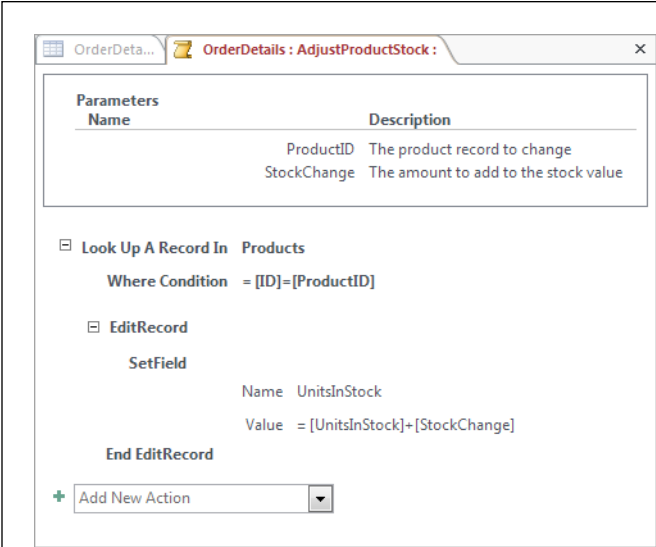 OrderDeta...
OrderDetails : AdjustProductStock :
Parameters
Name Description
ProductID The product record to change
StockChange The amount to add to the stock value
Look Up A Record In Products
Where Condition = [ID]=[ProductID]
EditRecord
SetField
Name UnitsInStock
Value = [UnitsInStock]+[StockChange]
End EditRecord
Add New Action